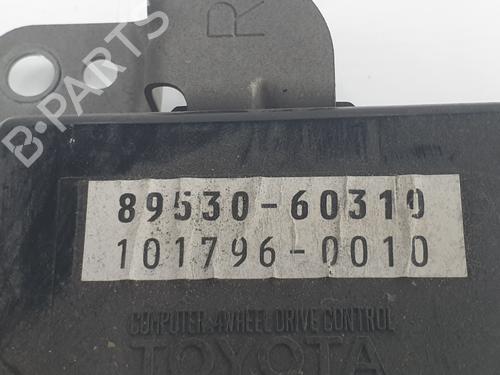 R
B-PARTS
89530-60310
101796-0010
COMPUTER, 4WHEEL DRIVE CONTROL
TOYOTA